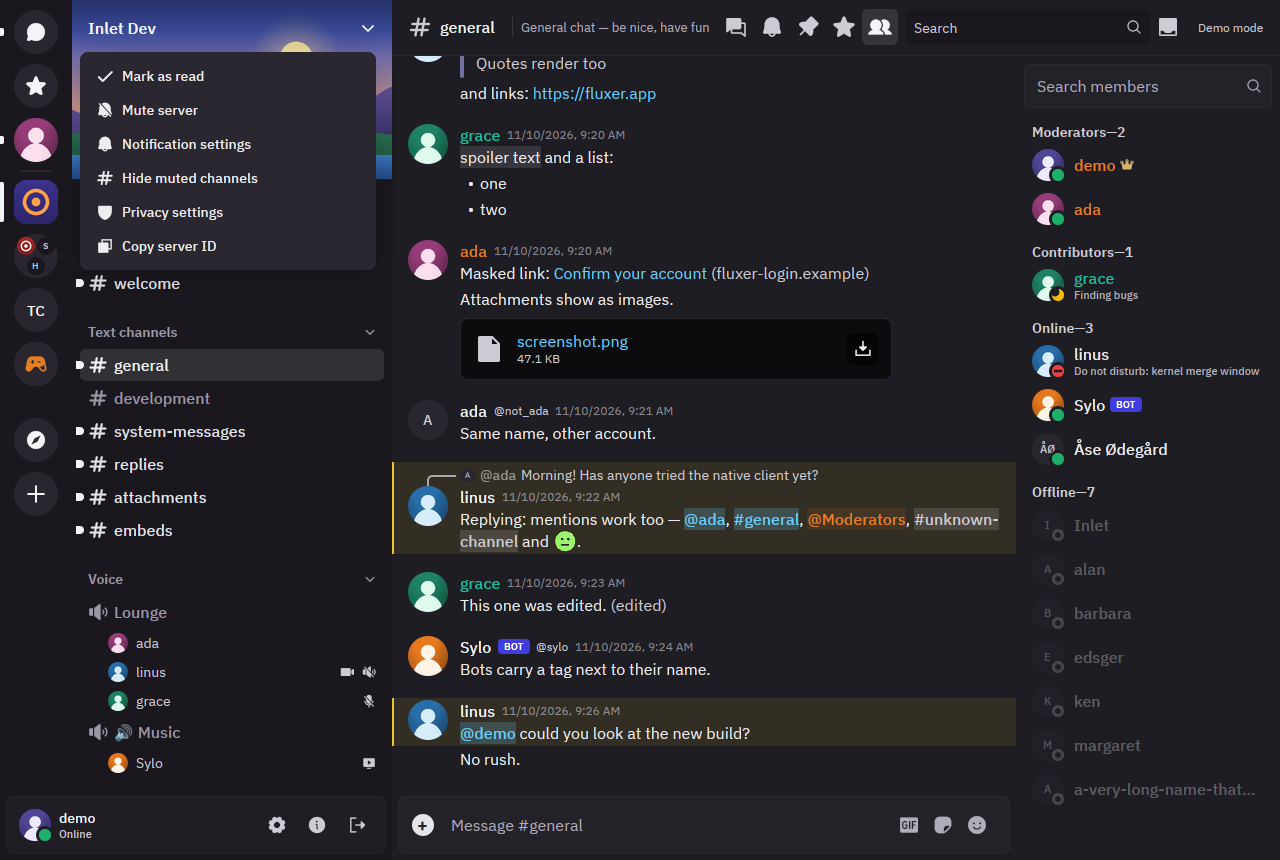 Inlet Dev
Mark as read
Mute server
Notification settings
Hide muted channels
Privacy settings
Copy server ID
S
H
TC
welcome
Text channels
general
development
system-messages
replies
attachments
embeds
Voice
Lounge
ada
linus
grace
Music
Sylo
demo
Online
general
General chat — be nice, have fun
Search
Demo mode
Quotes render too
and links: https://fluxer.app
grace 11/10/2026, 9:20 AM
spoiler text and a list:
• one
• two
ada 11/10/2026, 9:20 AM
Masked link: Confirm your account (fluxer-login.example)
Attachments show as images.
screenshot.png
47.1 KB
A
ada @not_ada 11/10/2026, 9:21 AM
Same name, other account.
A @ada Morning! Has anyone tried the native client yet?
linus 11/10/2026, 9:22 AM
Replying: mentions work too — @ada, #general, @Moderators, #unknown-
channel and 😐.
grace 11/10/2026, 9:23 AM
This one was edited. (edited)
Sylo BOT @sylo 11/10/2026, 9:24 AM
Bots carry a tag next to their name.
linus 11/10/2026, 9:26 AM
@demo could you look at the new build?
No rush.
Message #general
GIF
Search members
Moderators—2
demo
ada
Contributors—1
grace
Finding bugs
Online—3
linus
Do not disturb: kernel merge window
Sylo BOT
ÅØ
Åse Ødegård
Offline—7
I
Inlet
A
alan
B
barbara
E
edsger
K
ken
M
margaret
A
a-very-long-name-that...